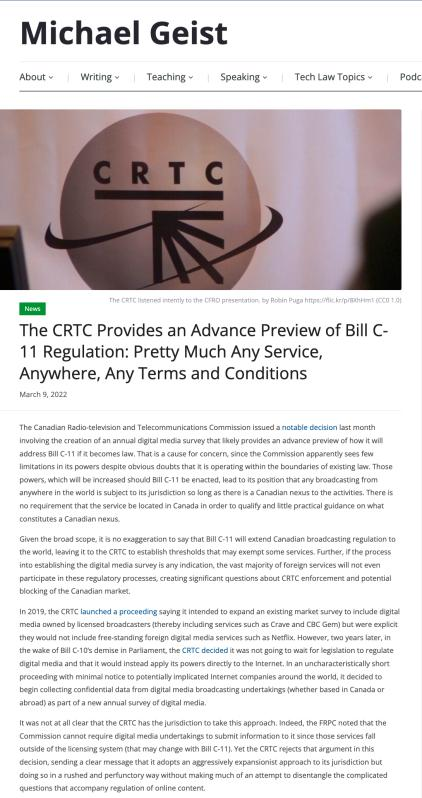 Michael Geist
About
Writing
Teaching
Speaking
Tech Law Topics
Podc
CRTC
The CRTC listened intently to the CFRO presentation. by Robin Puga https://flic.kr/p/8XhHm1 (CC0 1.0)
News
The CRTC Provides an Advance Preview of Bill C-
11 Regulation: Pretty Much Any Service,
Anywhere, Any Terms and Conditions
March 9, 2022
The Canadian Radio-television and Telecommunications Commission issued a notable decision last month
involving the creation of an annual digital media survey that likely provides an advance preview of how it will
address Bill C-11 if it becomes law. That is a cause for concern, since the Commission apparently sees few
limitations in its powers despite obvious doubts that it is operating within the boundaries of existing law. Those
powers, which will be increased should Bill C-11 be enacted, lead to its position that any broadcasting from
anywhere in the world is subject to its jurisdiction so long as there is a Canadian nexus to the activities. There is
no requirement that the service be located in Canada in order to qualify and little practical guidance on what
constitutes a Canadian nexus.
Given the broad scope, it is no exaggeration to say that Bill C-11 will extend Canadian broadcasting regulation to
the world, leaving it to the CRTC to establish thresholds that may exempt some services. Further, if the process
into establishing the digital media survey is any indication, the vast majority of foreign services will not even
participate in these regulatory processes, creating significant questions about CRTC enforcement and potential
blocking of the Canadian market.
In 2019, the CRTC launched a proceeding saying it intended to expand an existing market survey to include digital
media owned by licensed broadcasters (thereby including services such as Crave and CBC Gem) but were explicit
they would not include free-standing foreign digital media services such as Netflix. However, two years later, in
the wake of Bill C-10's demise in Parliament, the CRTC decided it was not going to wait for legislation to regulate
digital media and that it would instead apply its powers directly to the Internet. In an uncharacteristically short
proceeding with minimal notice to potentially implicated Internet companies around the world, it decided to
begin collecting confidential data from digital media broadcasting undertakings (whether based in Canada or
abroad) as part of a new annual survey of digital media.
It was not at all clear that the CRTC has the jurisdiction to take this approach. Indeed, the FRPC noted that the
Commission cannot require digital media undertakings to submit information to it since those services fall
outside of the licensing system (that may change with Bill C-11). Yet the CRTC rejects that argument in this
decision, sending a clear message that it adopts an aggressively expansionist approach to its jurisdiction but
doing so in a rushed and perfunctory way without making much of an attempt to disentangle the complicated
questions that accompany regulation of online content.